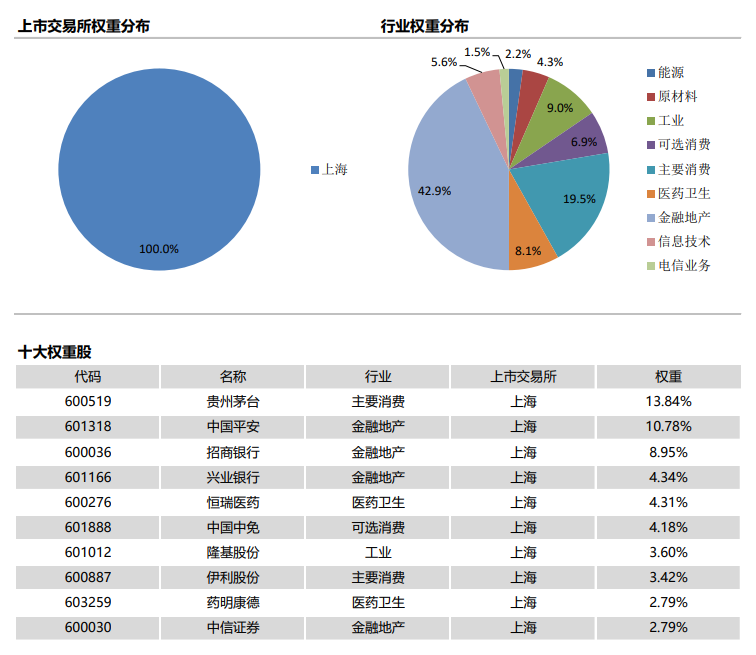 上市交易所权重分布
行业权重分布
100.0%
上海
2.2%
4.3%
9.0%
6.9%
19.5%
8.1%
42.9%
5.6%
1.5%
能源
原材料
工业
可选消费
主要消费
医药卫生
金融地产
信息技术
电信业务
十大权重股
代码 名称 行业 上市交易所 权重
600519 贵州茅台 主要消费 上海 13.84%
601318 中国平安 金融地产 上海 10.78%
600036 招商银行 金融地产 上海 8.95%
601166 兴业银行 金融地产 上海 4.34%
600276 恒瑞医药 医药卫生 上海 4.31%
601888 中国中免 可选消费 上海 4.18%
601012 隆基股份 工业 上海 3.60%
600887 伊利股份 主要消费 上海 3.42%
603259 药明康德 医药卫生 上海 2.79%
600030 中信证券 金融地产 上海 2.79%